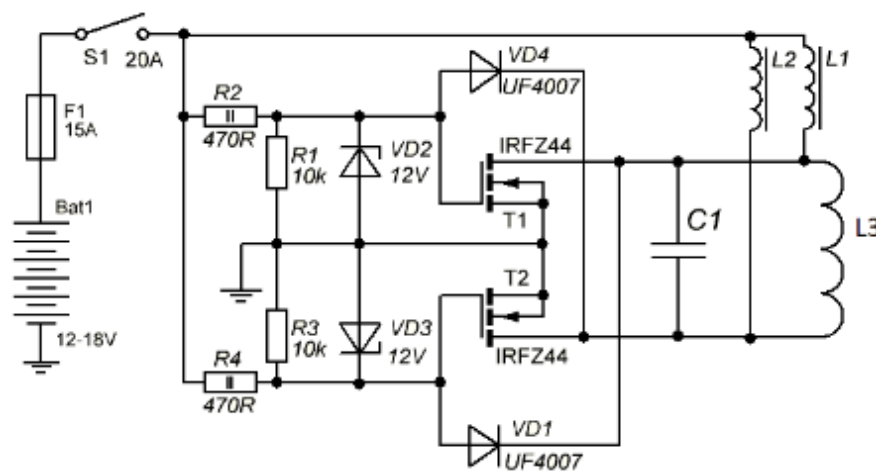 S1
20A
F1
15A
R2
470R
R1
10k
VD2
12V
VD4
UF4007
L2
L1
IRFZ44
T1
C1
L3
Bat1
12-18V
R3
10k
VD3
12V
T2
IRFZ44
R4
470R
VD1
UF4007